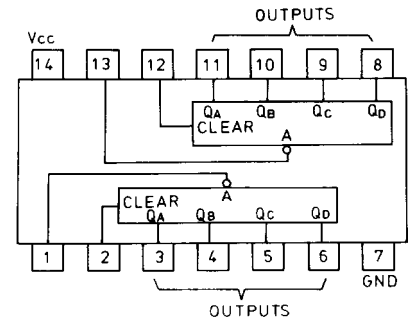 OUTPUTS
Vcc
14 13 12 11 10 9 8
QA QB QC QD
CLEAR
A
A
CLEAR
QA QB QC QD
1 2 3 4 5 6 7
GND
OUTPUTS